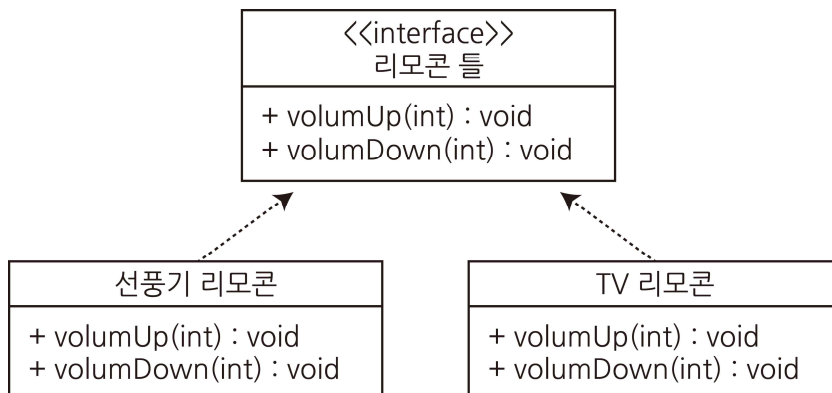 <<interface>>
리모콘 틀
+ volumUp(int) : void
+ volumDown(int) : void
선풍기 리모콘
+ volumUp(int) : void
+ volumDown(int) : void
TV 리모콘
+ volumUp(int) : void
+ volumDown(int) : void